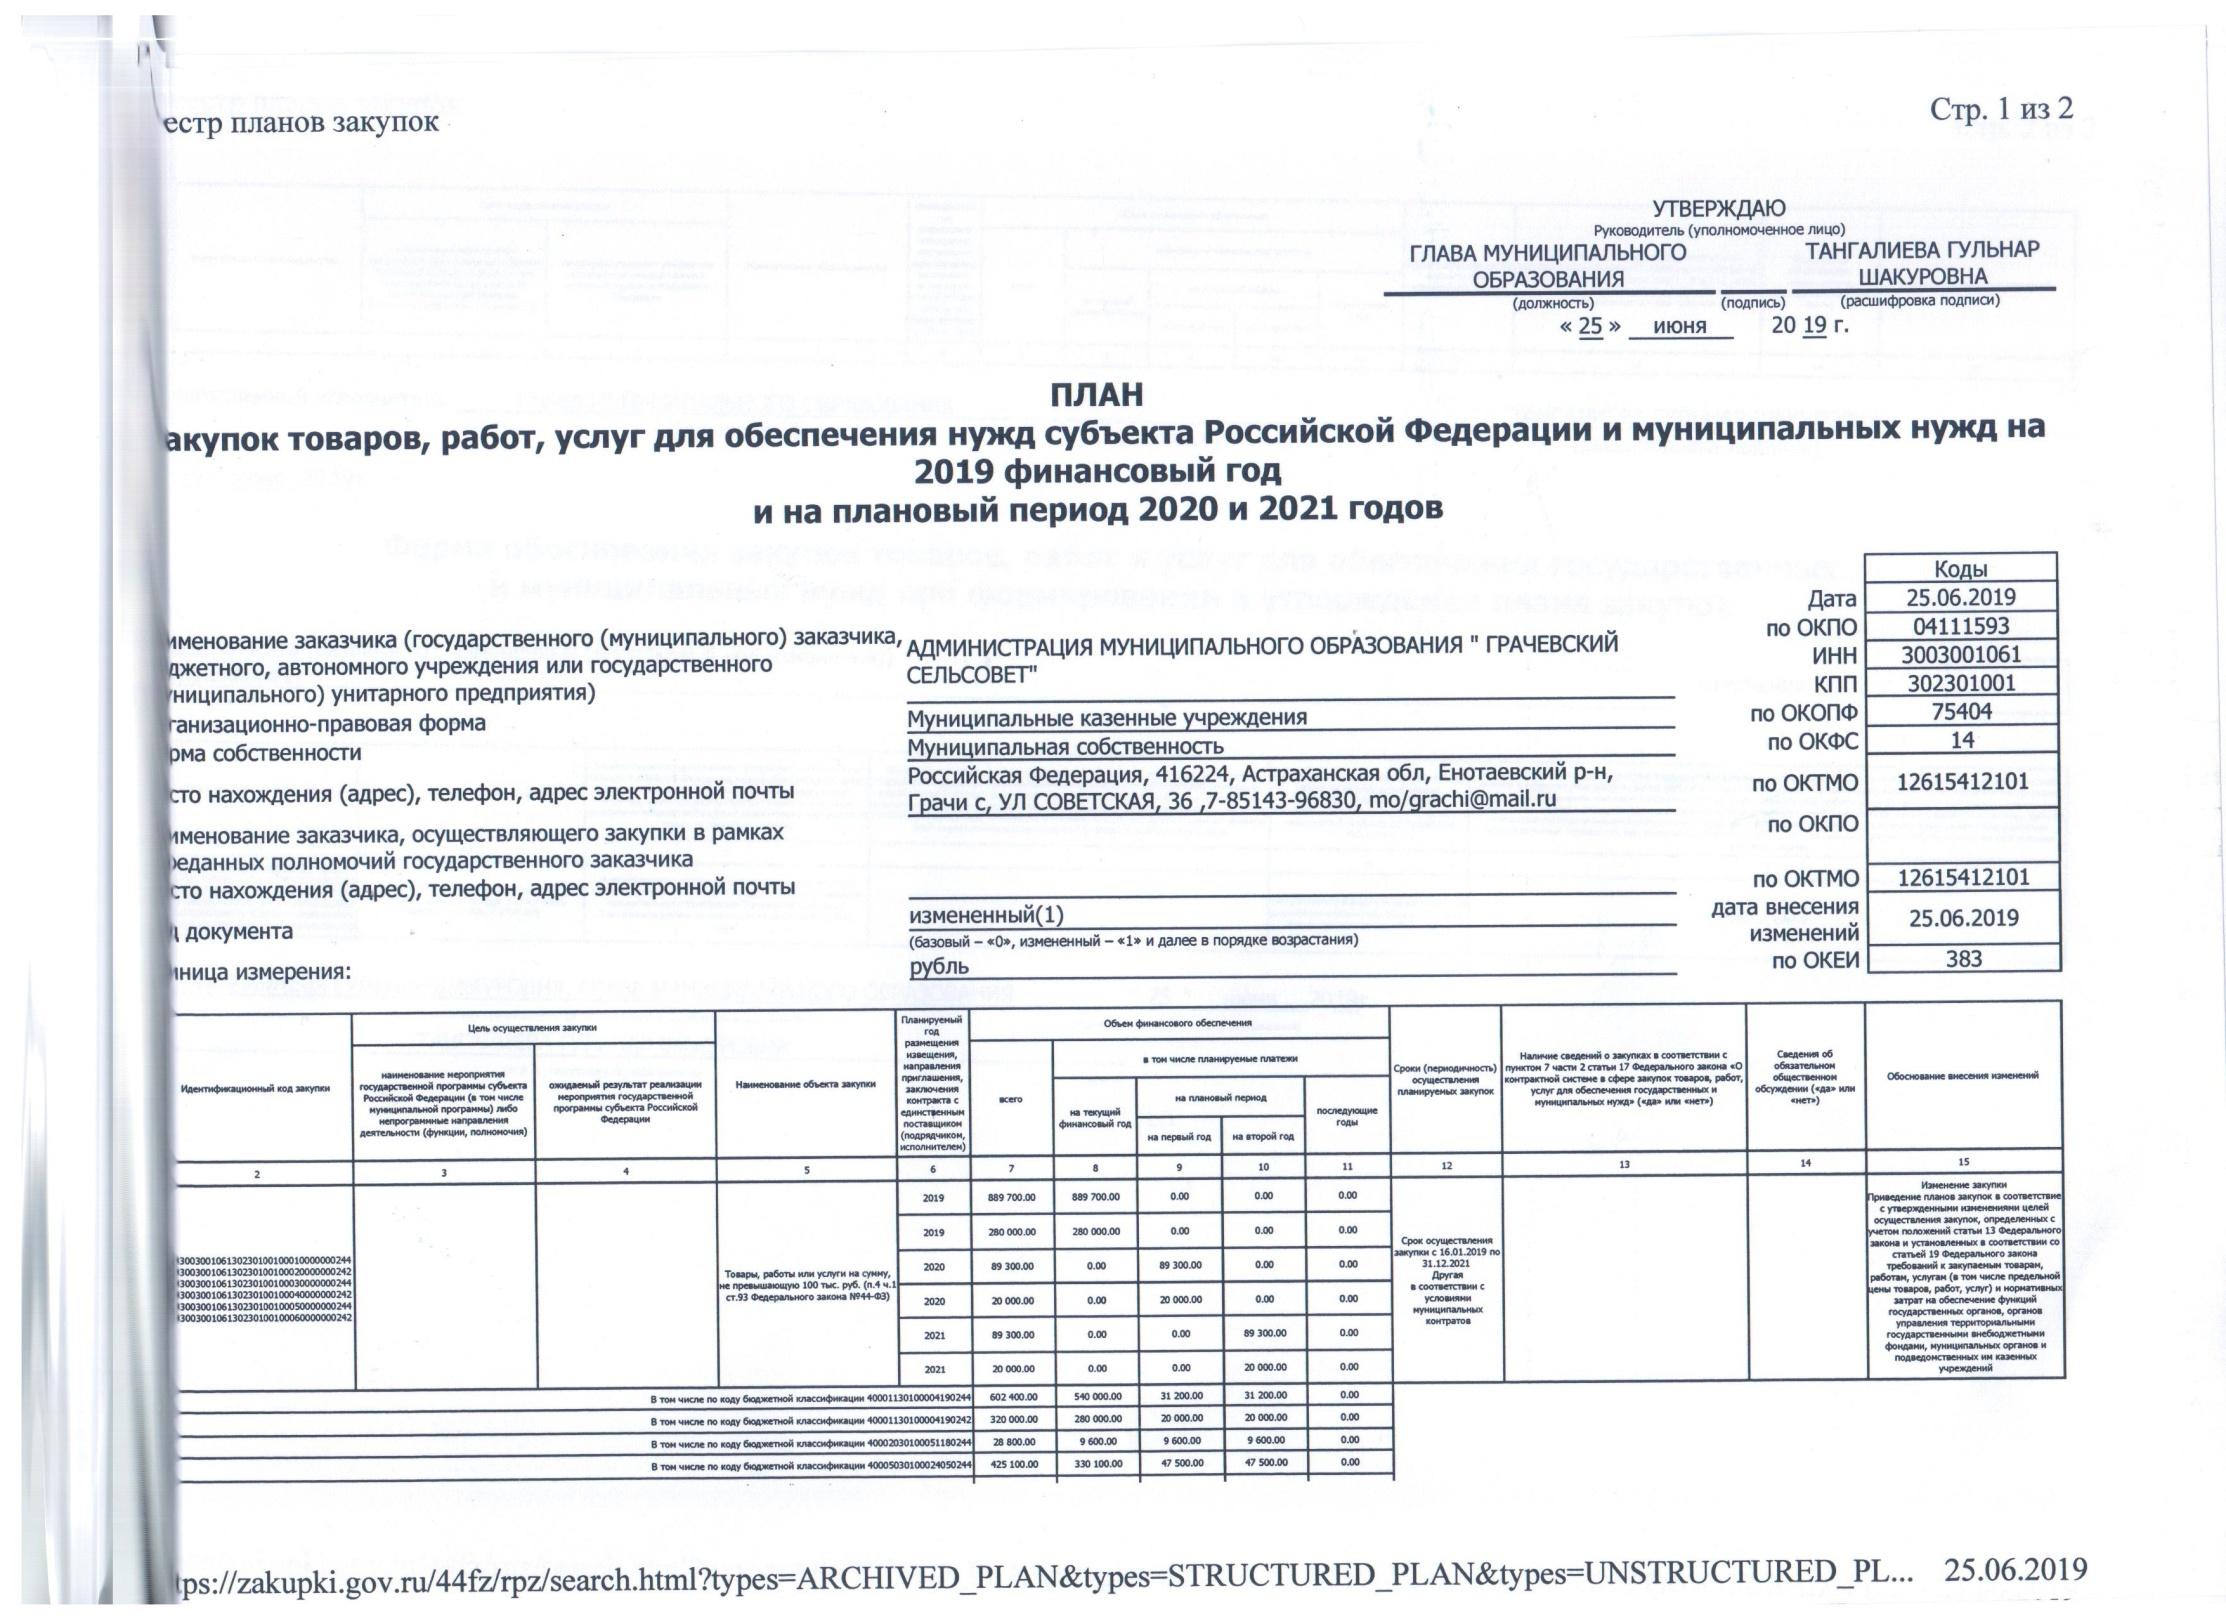 естр планов закупок
Стр. 1 из 2
УТВЕРЖДАЮ
Руководитель (уполномоченное лицо)
ГЛАВА МУНИЦИПАЛЬНОГО
ОБРАЗОВАНИЯ
ТАНГАЛИЕВА ГУЛЬНАР
ШАКУРОВНА
(должность) (подпись) (расшифровка подписи)
« 25 » июня 20 19 г.
ПЛАН
акупок товаров, работ, услуг для обеспечения нужд субъекта Российской Федерации и муниципальных нужд на
2019 финансовый год
и на плановый период 2020 и 2021 годов
Коды
Дата 25.06.2019
по ОКПО 04111593
ИНН 3003001061
КПП 302301001
по ОКОПФ 75404
по ОКФС 14
по ОКТМО 12615412101
по ОКПО
по ОКТМО 12615412101
дата внесения
изменений
25.06.2019
по ОКЕИ 383
именование заказчика (государственного (муниципального) заказчика,
джетного, автономного учреждения или государственного
униципального) унитарного предприятия)
АДМИНИСТРАЦИЯ МУНИЦИПАЛЬНОГО ОБРАЗОВАНИЯ " ГРАЧЕВСКИЙ
СЕЛЬСОВЕТ"
ганизационно-правовая форма Муниципальные казенные учреждения
рма собственности Муниципальная собственность
сто нахождения (адрес), телефон, адрес электронной почты
Российская Федерация, 416224, Астраханская обл, Енотаевский р-н,
Грачи с, УЛ СОВЕТСКАЯ, 36 ,7-85143-96830, mo/grachi@mail.ru
именование заказчика, осуществляющего закупки в рамках
реданных полномочий государственного заказчика
сто нахождения (адрес), телефон, адрес электронной почты
д документа измененный(1)
(базовый – «0», измененный – «1» и далее в порядке возрастания)
иница измерения: рубль
Идентификационный код закупки
Цель осуществления закупки
наименование мероприятия
государственной программы субъекта
Российской Федерации (в том числе
муниципальной программы) либо
непрограммные направления
деятельности (функции, полномочия)
ожидаемый результат реализации
мероприятия государственной
программы субъекта Российской
Федерации
Наименование объекта закупки
Планируемый
год
размещения
извещения,
направления
приглашения,
заключения
контракта с
единственным
поставщиком
(подрядчиком,
исполнителем)
Объем финансового обеспечения
всего
в том числе планируемые платежи
на текущий
финансовый год
на плановый период
на первый год
на второй год
последующие
годы
Сроки (периодичность)
осуществления
планируемых закупок
Наличие сведений о закупках в соответствии с
пунктом 7 части 2 статьи 17 Федерального закона «О
контрактной системе в сфере закупок товаров, работ,
услуг для обеспечения государственных и
муниципальных нужд» («да» или «нет»)
Сведения об
обязательном
общественном
обсуждении («да» или
«нет»)
Обоснование внесения изменений
2 3 4 5 6 7 8 9 10 11 12 13 14 15
300300106130230100100010000000244
300300106130230100100020000000242
300300106130230100100030000000244
300300106130230100100040000000242
300300106130230100100050000000244
300300106130230100100060000000242
Товары, работы или услуги на сумму,
не превышающую 100 тыс. руб. (п.4 ч.1
ст.93 Федерального закона №44-ФЗ)
2019 889 700.00 889 700.00 0.00 0.00 0.00
2019 280 000.00 280 000.00 0.00 0.00 0.00
2020 89 300.00 0.00 89 300.00 0.00 0.00
2020 20 000.00 0.00 20 000.00 0.00 0.00
2021 89 300.00 0.00 0.00 89 300.00 0.00
2021 20 000.00 0.00 0.00 20 000.00 0.00
Срок осуществления
закупки с 16.01.2019 по
31.12.2021
Другая
в соответствии с
условиями
муниципальных
контратов
Изменение закупки
Приведение планов закупок в соответствие
с утвержденными изменениями целей
осуществления закупок, определенных с
учетом положений статьи 13 Федерального
закона и установленных в соответствии со
статьей 19 Федерального закона
требований к закупаемым товарам,
работам, услугам (в том числе предельной
цены товаров, работ, услуг) и нормативных
затрат на обеспечение функций
государственных органов, органов
управления территориальными
государственными внебюджетными
фондами, муниципальных органов и
подведомственных им казенных
учреждений
В том числе по коду бюджетной классификации 40001130100004190244 602 400.00 540 000.00 31 200.00 31 200.00 0.00
В том числе по коду бюджетной классификации 40001130100004190242 320 000.00 280 000.00 20 000.00 20 000.00 0.00
В том числе по коду бюджетной классификации 40002030100051180244 28 800.00 9 600.00 9 600.00 9 600.00 0.00
В том числе по коду бюджетной классификации 40005030100024050244 425 100.00 330 100.00 47 500.00 47 500.00 0.00
tps://zakupki.gov.ru/44fz/rpz/search.html?types=ARCHIVED_PLAN&types=STRUCTURED_PLAN&types=UNSTRUCTURED_PL... 25.06.2019